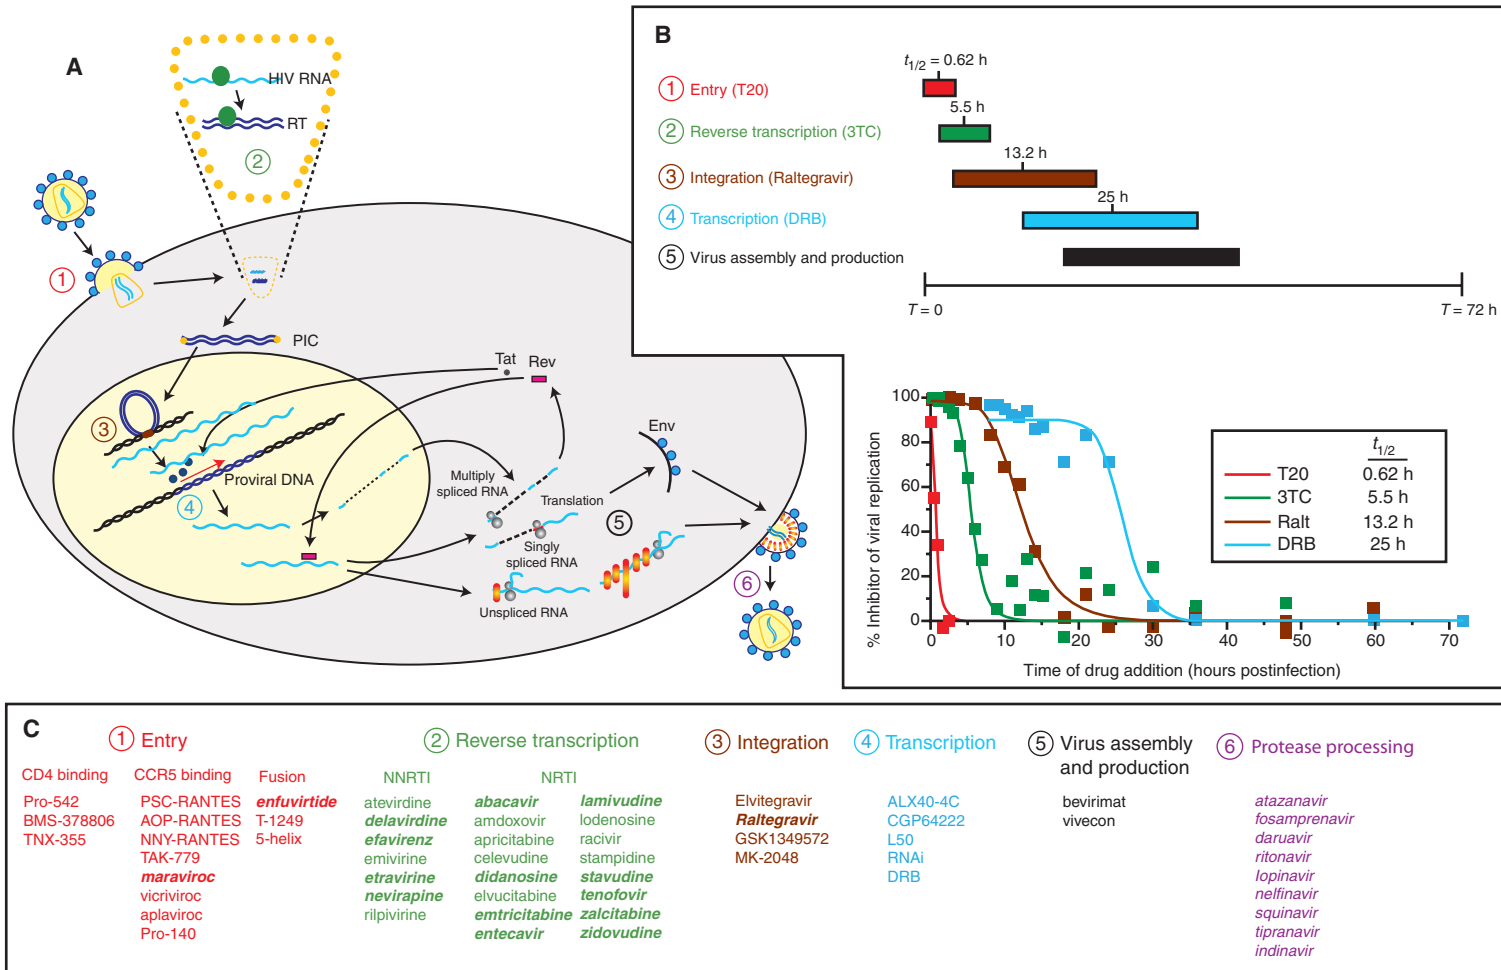 A
HIV RNA
RT
2
1
PIC
Tat
Rev
3
Proviral DNA
4
Multiply
spliced RNA
Translation
Singly
spliced RNA
Unspliced RNA
5
Env
6
B
t1/2 = 0.62 h
1 Entry (T20)
5.5 h
2 Reverse transcription (3TC)
13.2 h
3 Integration (Raltegravir)
25 h
4 Transcription (DRB)
5 Virus assembly and production
T = 0
T = 72 h
% Inhibitor of viral replication
100
80
60
40
20
0
0 10 20 30 40 50 60 70
Time of drug addition (hours postinfection)
t1/2
T20 0.62 h
3TC 5.5 h
Ralt 13.2 h
DRB 25 h
C
1 Entry
CD4 binding
Pro-542
BMS-378806
TNX-355
CCR5 binding
PSC-RANTES
AOP-RANTES
NNY-RANTES
TAK-779
maraviroc
vicriviroc
aplaviroc
Pro-140
Fusion
enfuvirtide
T-1249
5-helix
2 Reverse transcription
NNRTI
atevirdine
delavirdine
efavirenz
emivirine
etravirine
nevirapine
rilpivirine
NRTI
abacavir
amdoxovir
apricitabine
celevudine
didanosine
elvucitabine
emtricitabine
entecavir
lamivudine
lodenosine
racivir
stampidine
stavudine
tenofovir
zalcitabine
zidovudine
3 Integration
Elvitegravir
Raltegravir
GSK1349572
MK-2048
4 Transcription
ALX40-4C
CGP64222
L50
RNAi
DRB
5 Virus assembly
and production
bevirimat
vivecon
6 Protease processing
atazanavir
fosamprenavir
daruavir
ritonavir
lopinavir
nelfinavir
squinavir
tipranavir
indinavir